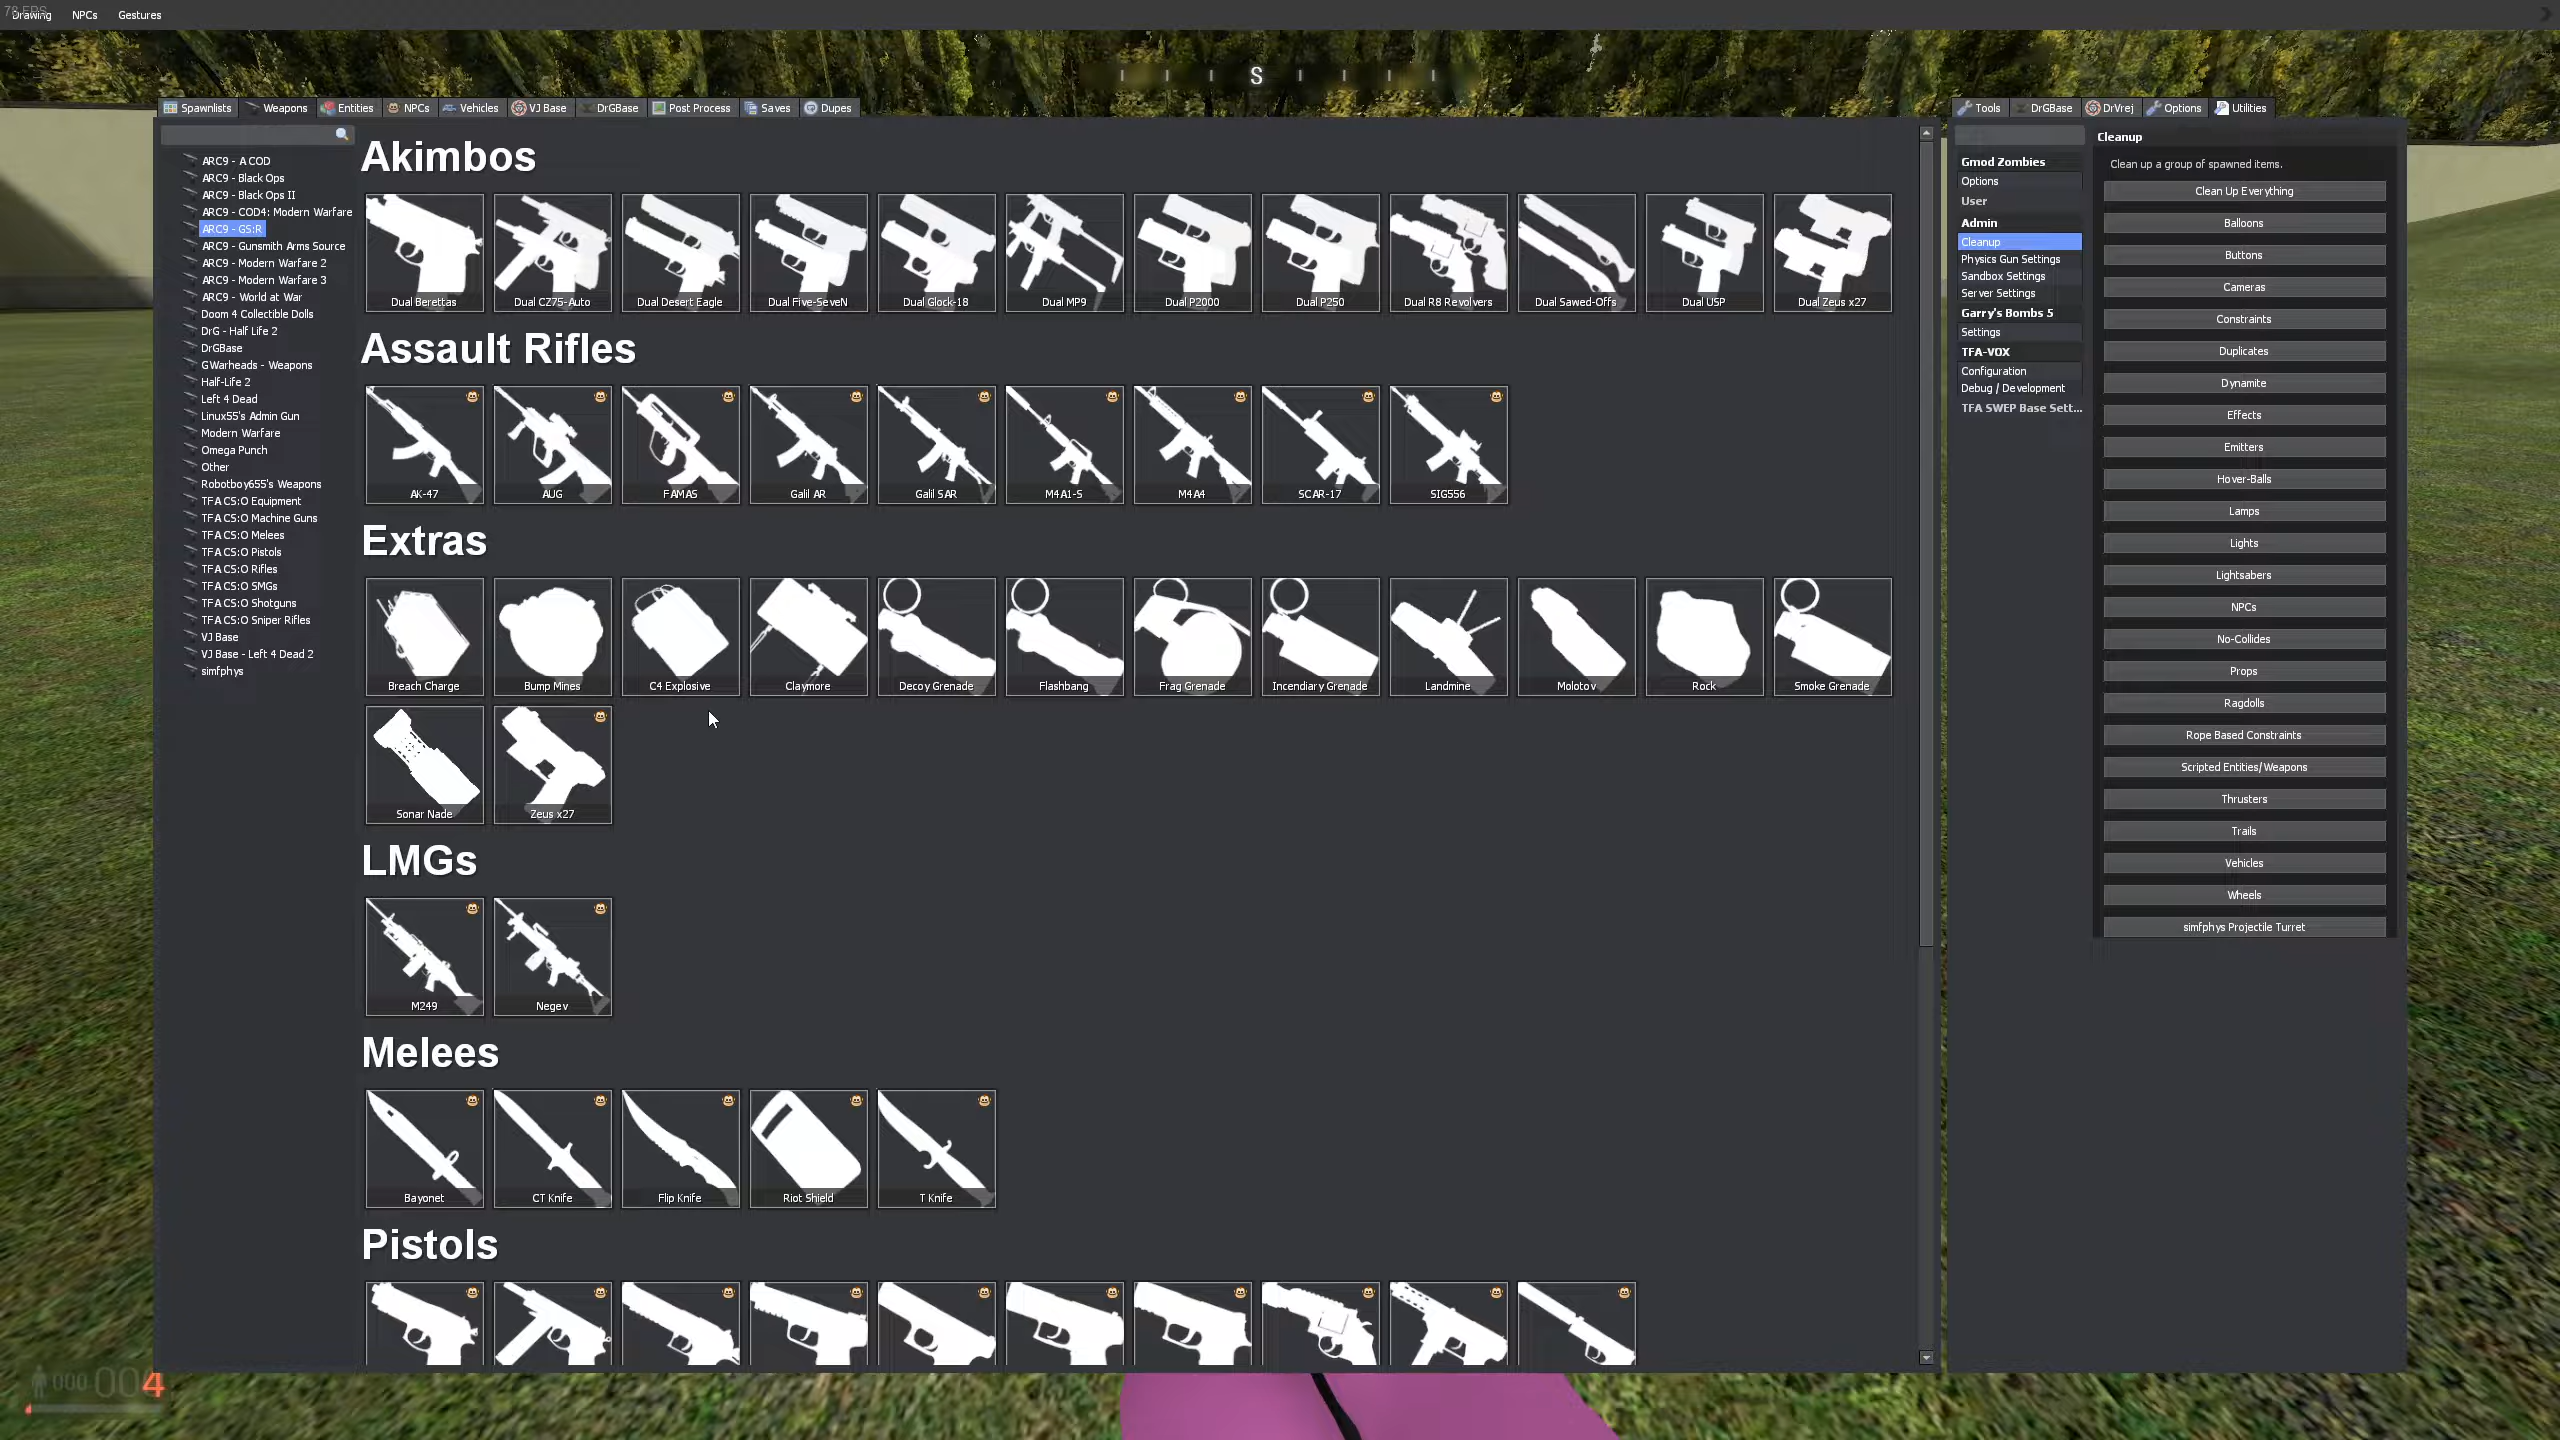 78 FPS
Drawing NPCs Gestures
S
Spawnlists Weapons Entities NPCs Vehicles VJ Base DrGBase Post Process Saves Dupes
ARC9 - A COD
ARC9 - Black Ops
ARC9 - Black Ops II
ARC9 - COD4: Modern Warfare
ARC9 - GS:R
ARC9 - Gunsmith Arms Source
ARC9 - Modern Warfare 2
ARC9 - Modern Warfare 3
ARC9 - World at War
Doom 4 Collectible Dolls
DrG - Half Life 2
DrGBase
GWarheads - Weapons
Half-Life 2
Left 4 Dead
Linux55's Admin Gun
Modern Warfare
Omega Punch
Other
Robotboy655's Weapons
TFA CS:O Equipment
TFA CS:O Machine Guns
TFA CS:O Melees
TFA CS:O Pistols
TFA CS:O Rifles
TFA CS:O SMGs
TFA CS:O Shotguns
TFA CS:O Sniper Rifles
VJ Base
VJ Base - Left 4 Dead 2
simfphys
Akimbos
Dual Berettas Dual CZ75-Auto Dual Desert Eagle Dual Five-SeveN Dual Glock-18 Dual MP9 Dual P2000 Dual P250 Dual R8 Revolvers Dual Sawed-Offs Dual USP Dual Zeus x27
Assault Rifles
AK-47 AUG FAMAS Galil AR Galil SAR M4A1-S M4A4 SCAR-17 SIG556
Extras
Breach Charge Bump Mines C4 Explosive Claymore Decoy Grenade Flashbang Frag Grenade Incendiary Grenade Landmine Molotov Rock Smoke Grenade
Sonar Nade Zeus x27
LMGs
M249 Negev
Melees
Bayonet CT Knife Flip Knife Riot Shield T Knife
Pistols
Tools DrGBase DrVrej Options Utilities
Gmod Zombies
Options
User
Admin
Cleanup
Physics Gun Settings
Sandbox Settings
Server Settings
Garry's Bombs 5
Settings
TFA-VOX
Configuration
Debug / Development
TFA SWEP Base Sett...
Cleanup
Clean up a group of spawned items.
Clean Up Everything
Balloons
Buttons
Cameras
Constraints
Duplicates
Dynamite
Effects
Emitters
Hover-Balls
Lamps
Lights
Lightsabers
NPCs
No-Collides
Props
Ragdolls
Rope Based Constraints
Scripted Entities/Weapons
Thrusters
Trails
Vehicles
Wheels
simfphys Projectile Turret
000 004